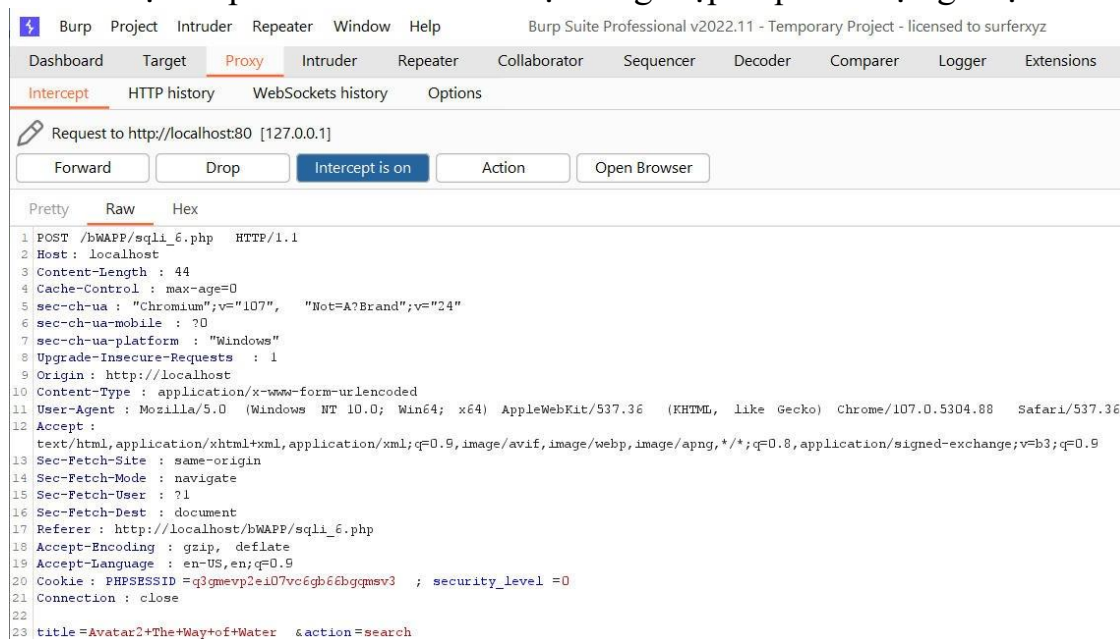 Burp Project Intruder Repeater Window Help Burp Suite Professional v2022.11 - Temporary Project - licensed to surferxyz
Dashboard Target Proxy Intruder Repeater Collaborator Sequencer Decoder Comparer Logger Extensions
Intercept HTTP history WebSockets history Options
Request to http://localhost:80 [127.0.0.1]
Forward Drop Intercept is on Action Open Browser
Pretty Raw Hex
1 POST /bWAPP/sqli_6.php HTTP/1.1
2 Host : localhost
3 Content-Length : 44
4 Cache-Control : max-age=0
5 sec-ch-ua : "Chromium";v="107", "Not=A?Brand";v="24"
6 sec-ch-ua-mobile : ?0
7 sec-ch-ua-platform : "Windows"
8 Upgrade-Insecure-Requests : 1
9 Origin : http://localhost
10 Content-Type : application/x-www-form-urlencoded
11 User-Agent : Mozilla/5.0 (Windows NT 10.0; Win64; x64) AppleWebKit/537.36 (KHTML, like Gecko) Chrome/107.0.5304.88 Safari/537.36
12 Accept :
text/html,application/xhtml+xml,application/xml;q=0.9,image/avif,image/webp,image/apng,*/*;q=0.8,application/signed-exchange;v=b3;q=0.9
13 Sec-Fetch-Site : same-origin
14 Sec-Fetch-Mode : navigate
15 Sec-Fetch-User : ?1
16 Sec-Fetch-Dest : document
17 Referer : http://localhost/bWAPP/sqli_6.php
18 Accept-Encoding : gzip, deflate
19 Accept-Language : en-US,en;q=0.9
20 Cookie : PHPSESSID =q3gmevp2ei07vc6gb66bgqmsv3 ; security_level =0
21 Connection : close
22
23 title =Avatar2+The+Way+of+Water &action =search